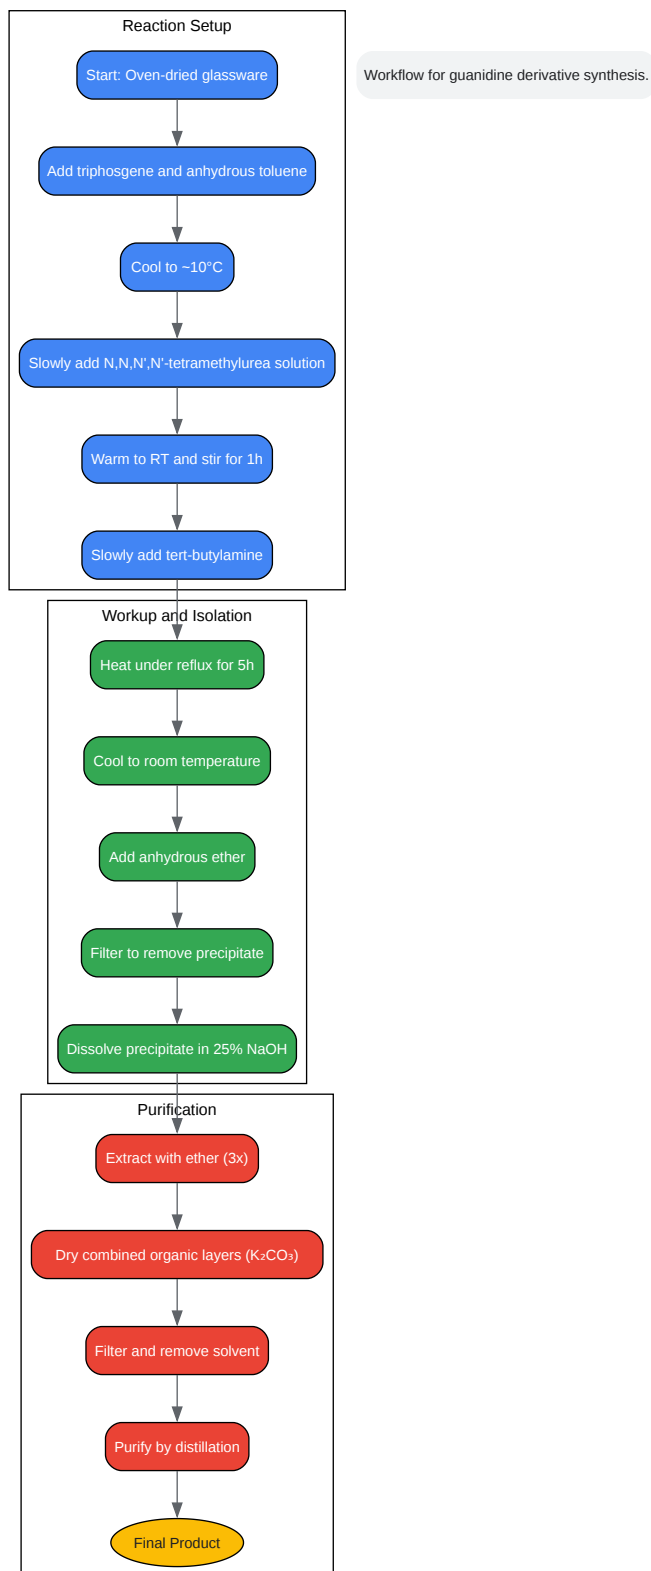 Reaction Setup
Start: Oven-dried glassware
Workflow for guanidine derivative synthesis.
Add triphosgene and anhydrous toluene
Cool to ~10°C
Slowly add N,N,N',N'-tetramethylurea solution
Warm to RT and stir for 1h
Slowly add tert-butylamine
Workup and Isolation
Heat under reflux for 5h
Cool to room temperature
Add anhydrous ether
Filter to remove precipitate
Dissolve precipitate in 25% NaOH
Purification
Extract with ether (3x)
Dry combined organic layers (K₂CO₃)
Filter and remove solvent
Purify by distillation
Final Product